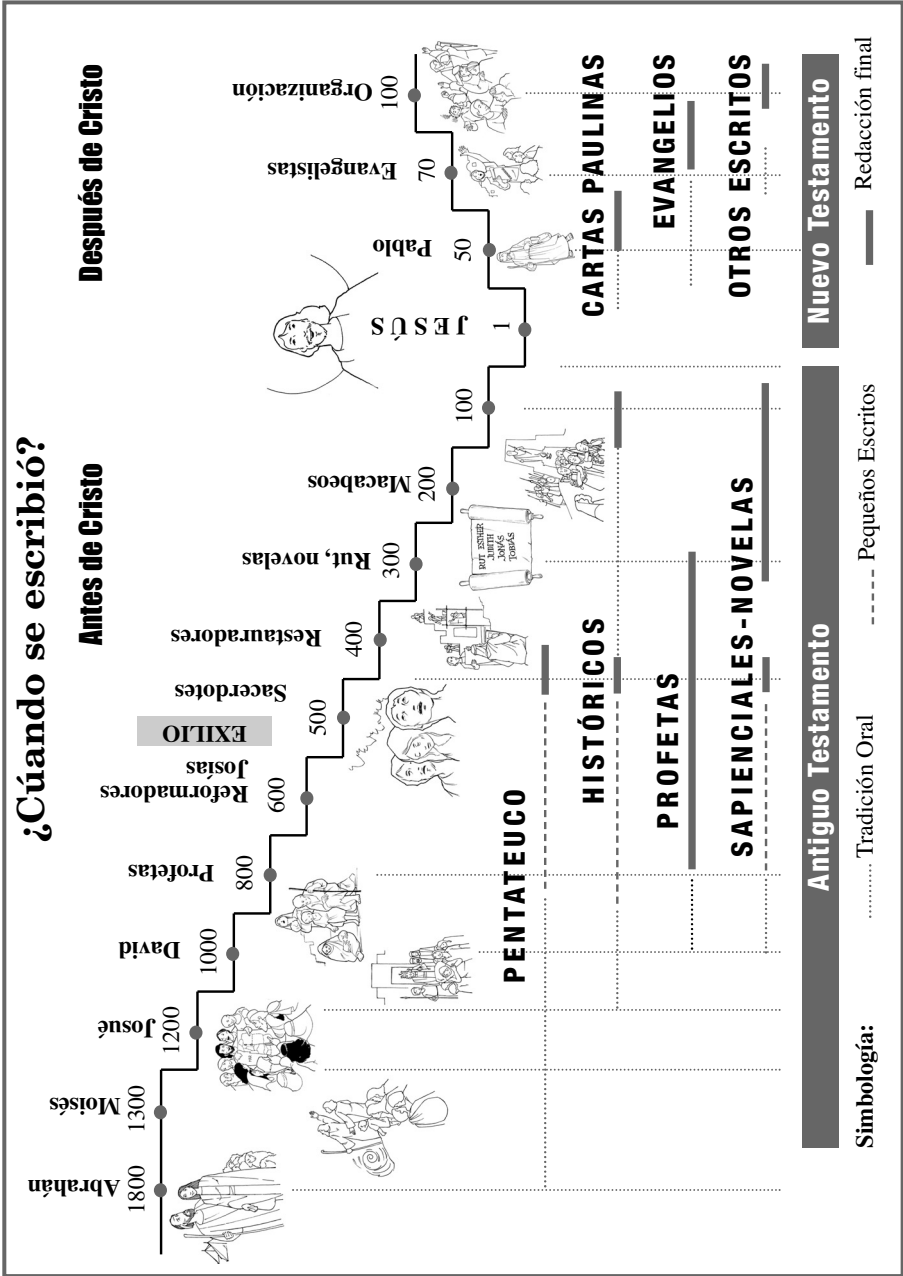 ¿Cúando se escribió?
Antes de Cristo
Después de Cristo
Abrahán
1800
Moisés
1300
Josué
1200
David
1000
Profetas
800
Reformadores
Josías
600
EXILIO
Sacerdotes
500
Restauradores
400
Rut, novelas
300
Macabeos
200
100
JESÚS
1
Pablo
50
Evangelistas
70
Organización
100
RUT ESTHER
JUDITH
JONÁS
TOBÍAS
PENTATEUCO
HISTÓRICOS
PROFETAS
SAPIENCIALES-NOVELAS
CARTAS PAULINAS
EVANGELIOS
OTROS ESCRITOS
Antiguo Testamento
Nuevo Testamento
Simbología:
Tradición Oral
Pequeños Escritos
Redacción final